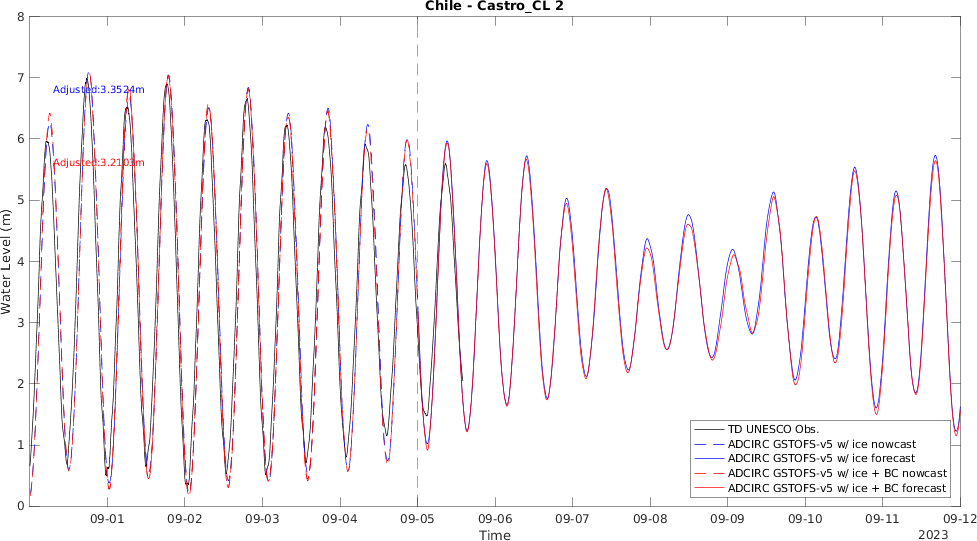 Chile - Castro_CL 2
8
7
6
5
4
3
2
1
0
Water Level (m)
Adjusted:3.3524m
Adjusted:3.2103m
TD UNESCO Obs.
ADCIRC GSTOFS-v5 w/ ice nowcast
ADCIRC GSTOFS-v5 w/ ice forecast
ADCIRC GSTOFS-v5 w/ ice + BC nowcast
ADCIRC GSTOFS-v5 w/ ice + BC forecast
09-01 09-02 09-03 09-04 09-05 09-06 09-07 09-08 09-09 09-10 09-11 09-12
Time
2023